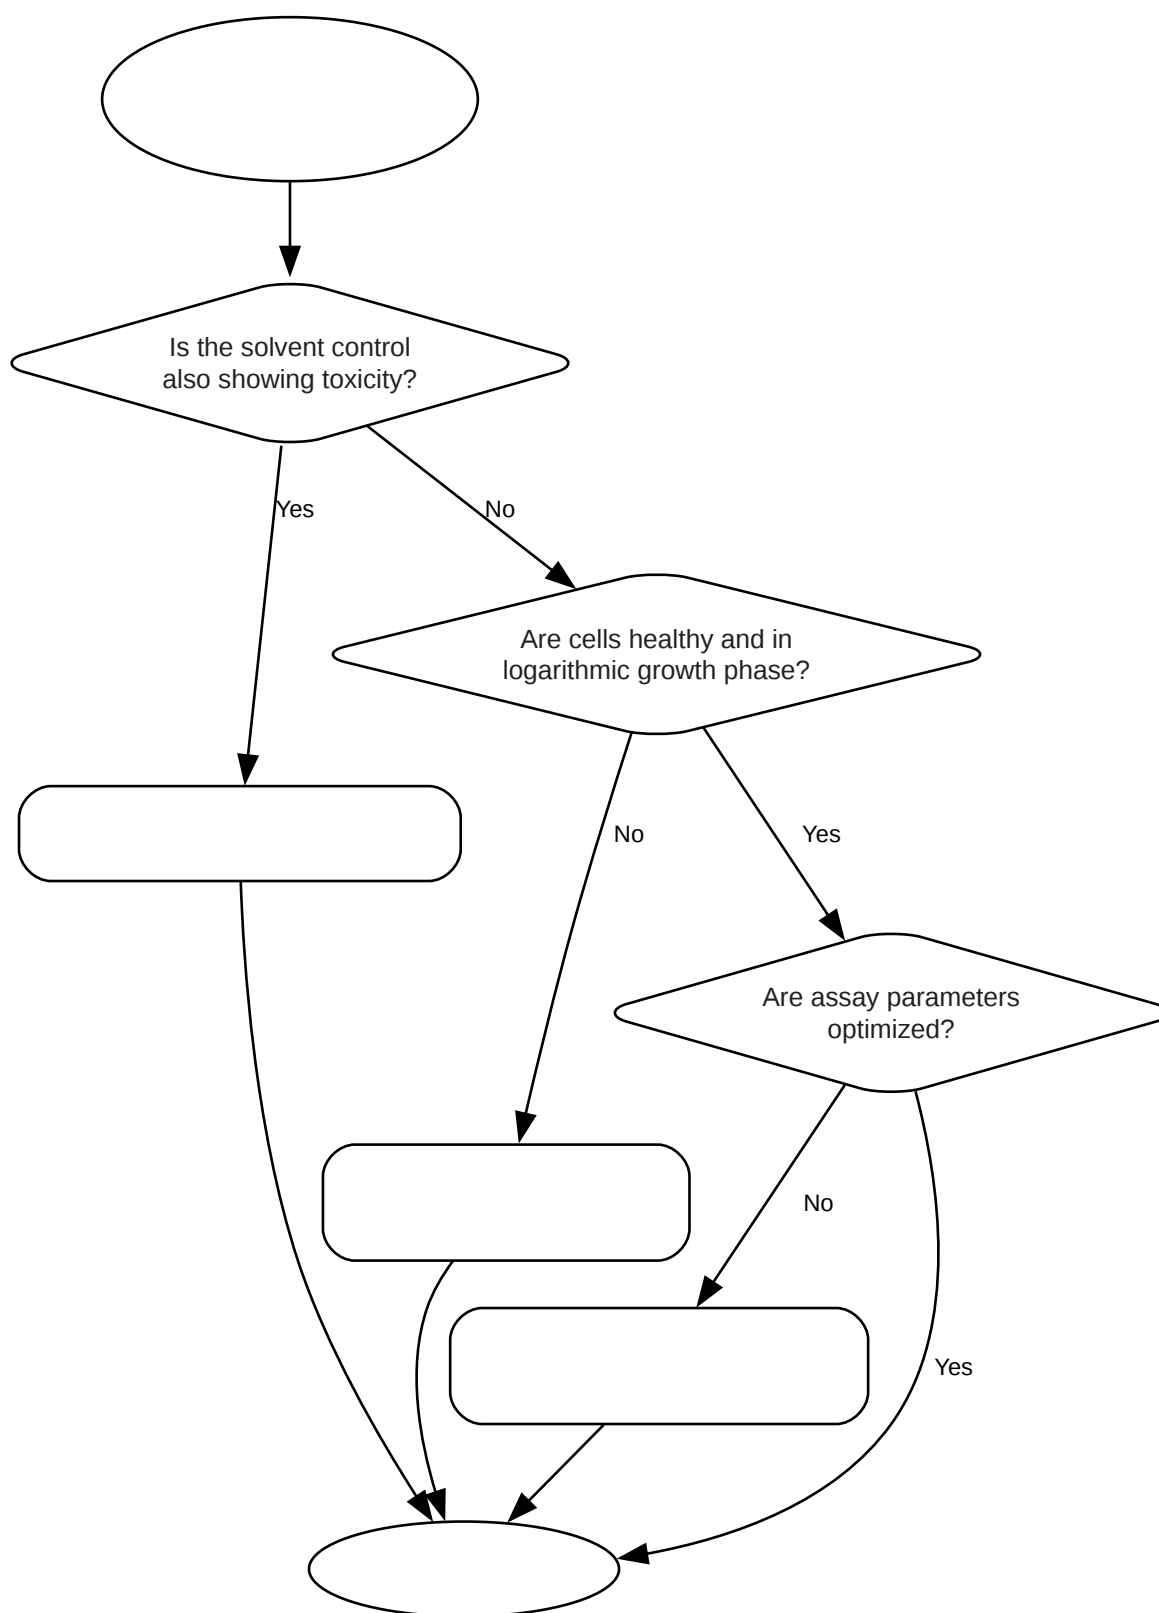 Is the solvent control
also showing toxicity?
Yes
No
Are cells healthy and in
logarithmic growth phase?
No
Yes
Are assay parameters
optimized?
No
Yes